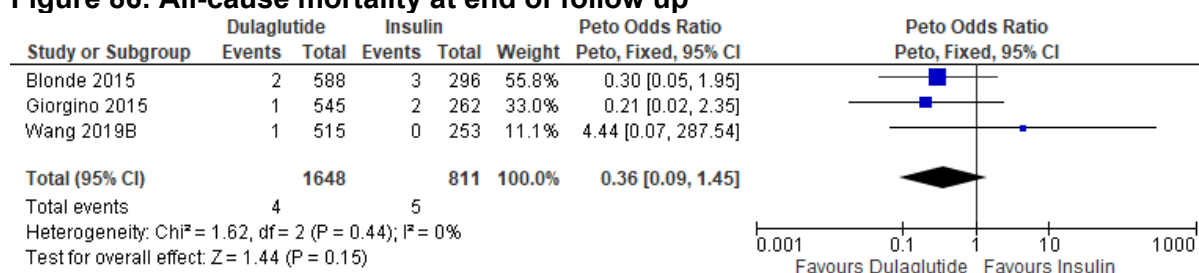 Figure 86: All-cause mortality at end of follow up
Dulaglutide Insulin Peto Odds Ratio Peto Odds Ratio
Study or Subgroup Events Total Events Total Weight Peto, Fixed, 95% CI Peto, Fixed, 95% CI
Blonde 2015 2 588 3 296 55.8% 0.30 [0.05, 1.95]
Giorgino 2015 1 545 2 262 33.0% 0.21 [0.02, 2.35]
Wang 2019B 1 515 0 253 11.1% 4.44 [0.07, 287.54]
Total (95% CI) 1648 811 100.0% 0.36 [0.09, 1.45]
Total events 4 5
Heterogeneity: Chi² = 1.62, df = 2 (P = 0.44); I² = 0%
Test for overall effect: Z = 1.44 (P = 0.15)
0.001 0.1 1 10 1000
Favours Dulaglutide Favours Insulin